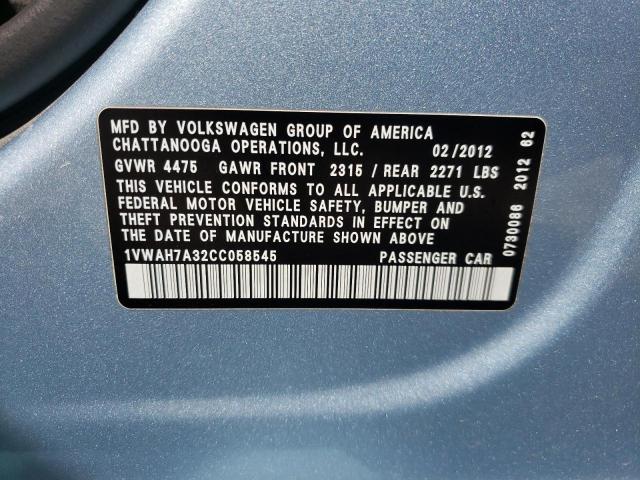 MFD BY VOLKSWAGEN GROUP OF AMERICA
CHATTANOOGA OPERATIONS, LLC. 02/2012
GVWR 4475 GAWR FRONT 2315 / REAR 2271 LBS
THIS VEHICLE CONFORMS TO ALL APPLICABLE U.S.
FEDERAL MOTOR VEHICLE SAFETY, BUMPER AND
THEFT PREVENTION STANDARDS IN EFFECT ON
THE DATE OF MANUFACTURE SHOWN ABOVE
1VWAH7A32CC058545 PASSENGER CAR
0730086 2012 62